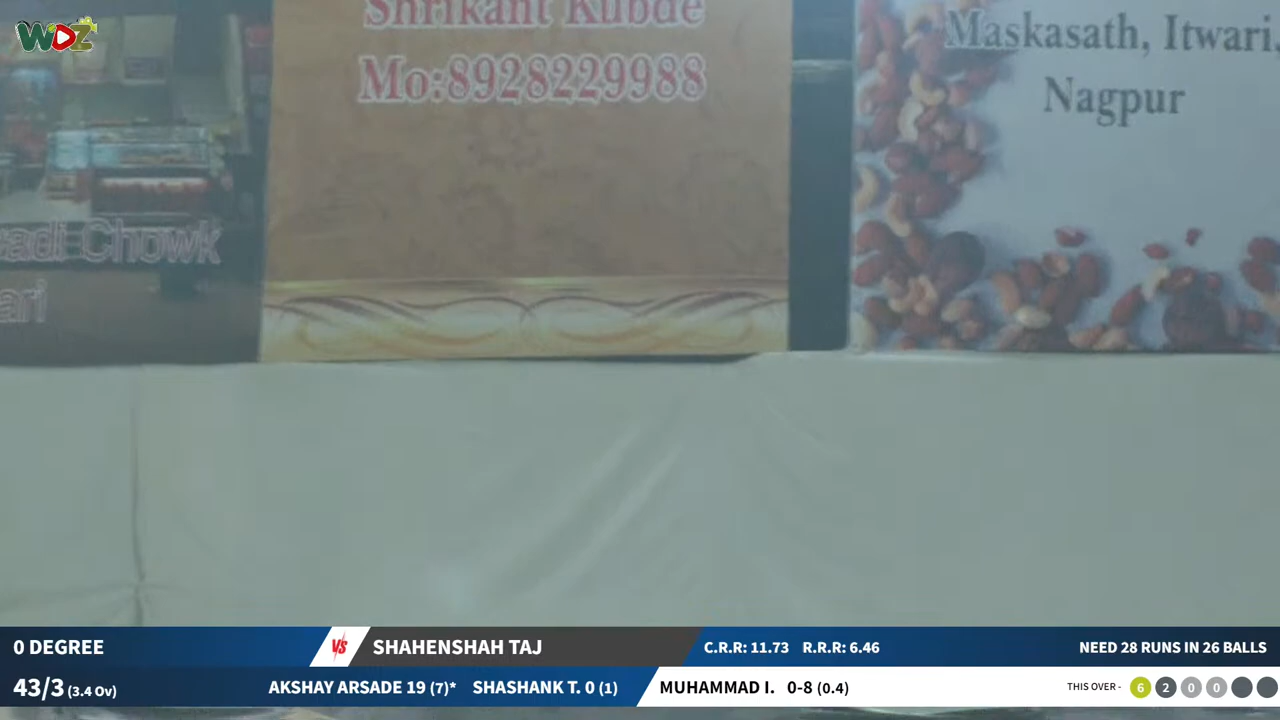 WDZ
Shrikant Kubde
Mo:8928229988
Maskasath, Itwari,
Nagpur
Chowk
0 DEGREE
VS
SHAHENSHAH TAJ
C.R.R: 11.73 R.R.R: 6.46
NEED 28 RUNS IN 26 BALLS
43/3 (3.4 Ov)
AKSHAY ARSADE 19 (7)* SHASHANK T. 0 (1)
MUHAMMAD I. 0-8 (0.4)
THIS OVER - 6 2 0 0